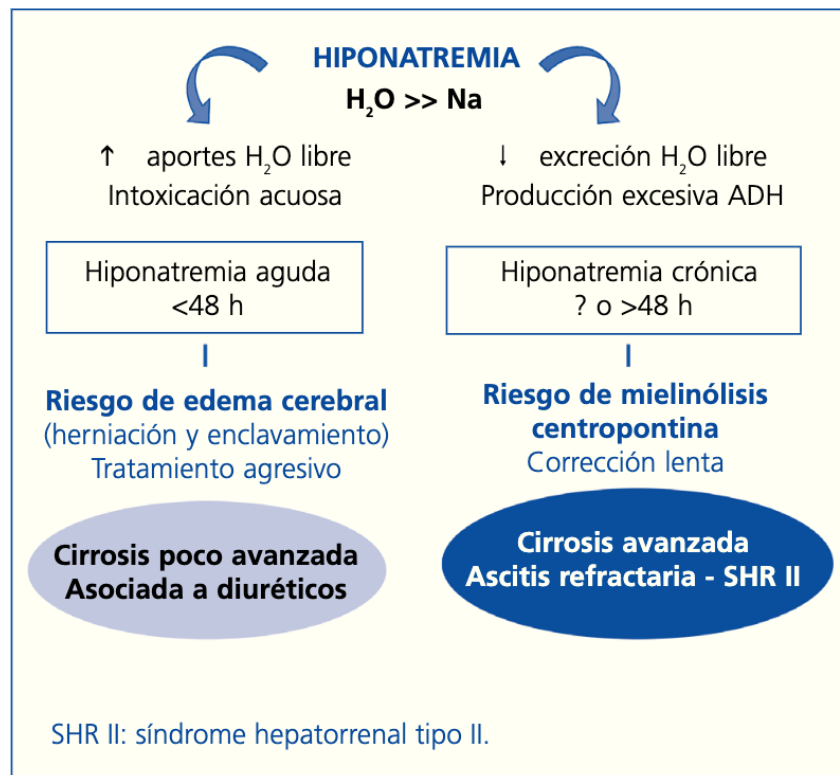 HIPONATREMIA
H₂O >> Na
↑ aportes H₂O libre
Intoxicación acuosa
Hiponatremia aguda
<48 h
Riesgo de edema cerebral
(herniación y enclavamiento)
Tratamiento agresivo
Cirrosis poco avanzada
Asociada a diuréticos
↓ excreción H₂O libre
Producción excesiva ADH
Hiponatremia crónica
? o >48 h
Riesgo de mielinólisis
centropontina
Corrección lenta
Cirrosis avanzada
Ascitis refractaria - SHR II
SHR II: síndrome hepatorrenal tipo II.